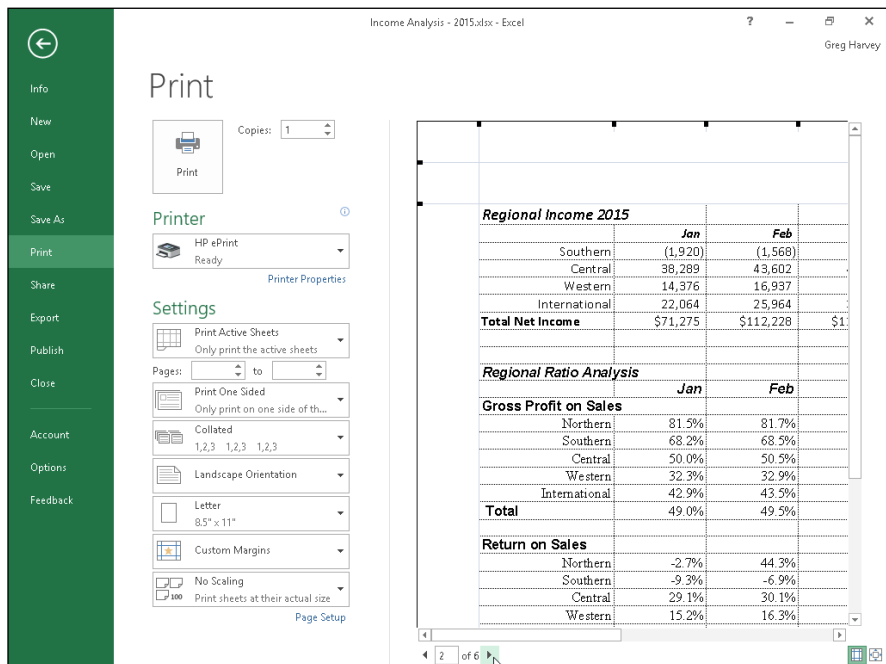 Income Analysis - 2015.xlsx - Excel
?
Greg Harvey
Info
New
Open
Save
Save As
Print
Share
Export
Publish
Close
Account
Options
Feedback
Print
Print
Copies: 1
Printer
HP ePrint
Ready
Printer Properties
Settings
Print Active Sheets
Only print the active sheets
Pages: to
Print One Sided
Only print on one side of th...
Collated
1,2,3 1,2,3 1,2,3
Landscape Orientation
Letter
8.5" x 11"
Custom Margins
No Scaling
100
Print sheets at their actual size
Page Setup
Regional Income 2015
Jan Feb
Southern (1,920) (1,568)
Central 38,289 43,602
Western 14,376 16,937
International 22,064 25,964
Total Net Income $71,275 $112,228 $1
Regional Ratio Analysis
Jan Feb
Gross Profit on Sales
Northern 81.5% 81.7%
Southern 68.2% 68.5%
Central 50.0% 50.5%
Western 32.3% 32.9%
International 42.9% 43.5%
Total 49.0% 49.5%
Return on Sales
Northern -2.7% 44.3%
Southern -9.3% -6.9%
Central 29.1% 30.1%
Western 15.2% 16.3%
2 of 6